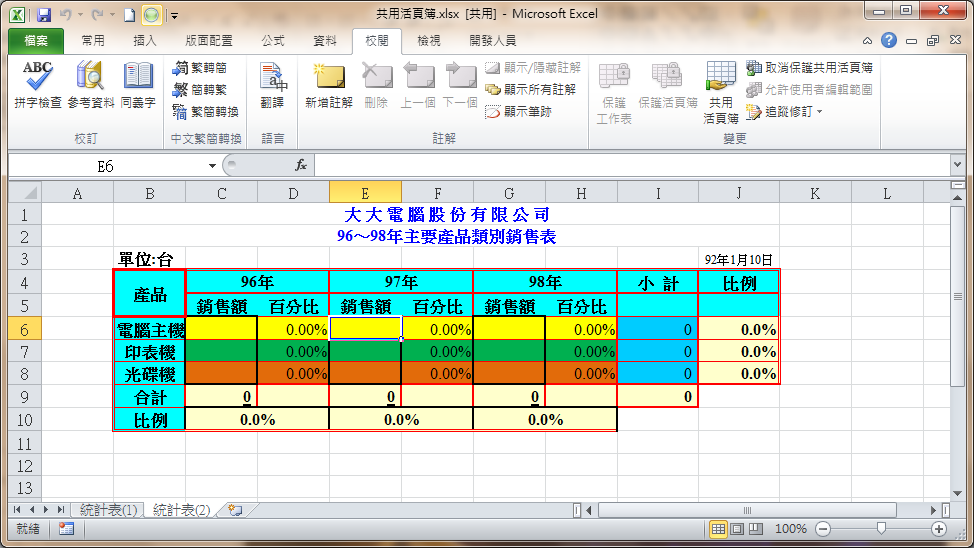 共用活頁簿.xlsx [共用] - Microsoft Excel
檔案 常用 插入 版面配置 公式 資料 校閱 檢視 開發人員
ABC
拼字檢查 參考資料 同義字
校訂
繁轉簡
簡轉繁
繁簡轉換
中文繁簡轉換
翻譯
語言
新增註解 刪除 上一個 下一個
顯示/隱藏註解
顯示所有註解
顯示筆跡
註解
保護
工作表
保護活頁簿
共用
活頁簿
取消保護共用活頁簿
允許使用者編輯範圍
追蹤修訂
變更
E6 fx
A B C D E F G H I J K L
1 大大電腦股份有限公司
2 96～98年主要產品類別銷售表
3 單位:台 92年1月10日
4 產品 96年 97年 98年 小 計 比例
5 銷售額 百分比 銷售額 百分比 銷售額 百分比
6 電腦主機 0.00% 0.00% 0.00% 0 0.0%
7 印表機 0.00% 0.00% 0.00% 0 0.0%
8 光碟機 0.00% 0.00% 0.00% 0 0.0%
9 合計 0 0 0 0
10 比例 0.0% 0.0% 0.0%
11
12
13
統計表(1) 統計表(2)
就緒 100%